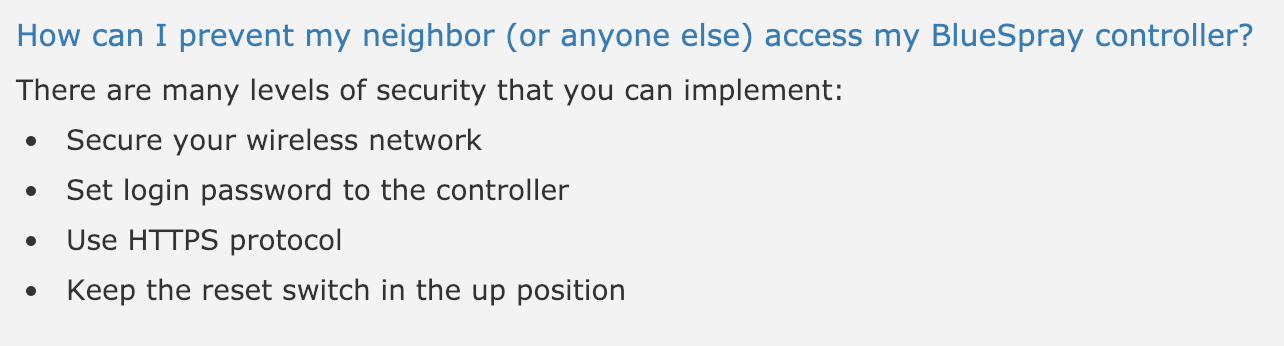 How can I prevent my neighbor (or anyone else) access my BlueSpray controller?
There are many levels of security that you can implement:
• Secure your wireless network
• Set login password to the controller
• Use HTTPS protocol
• Keep the reset switch in the up position